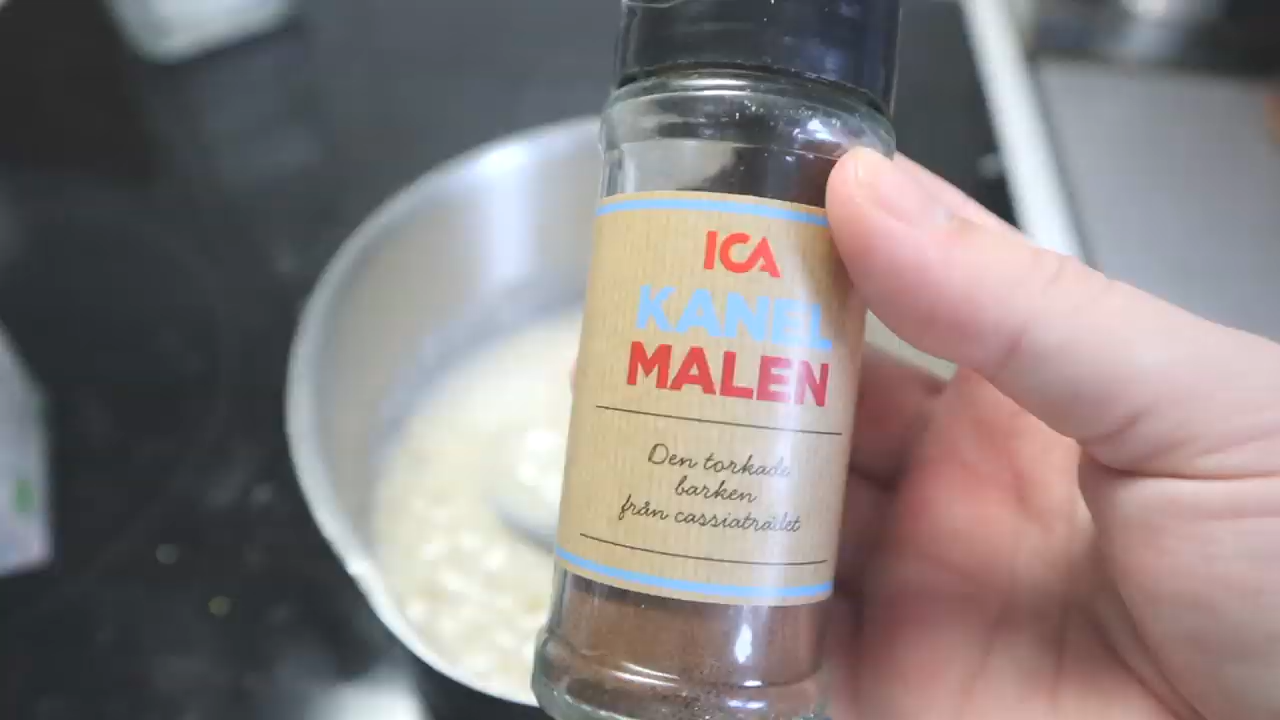 ICA
KANEL
MALEN
Den torkade
barken
från cassiaträdet